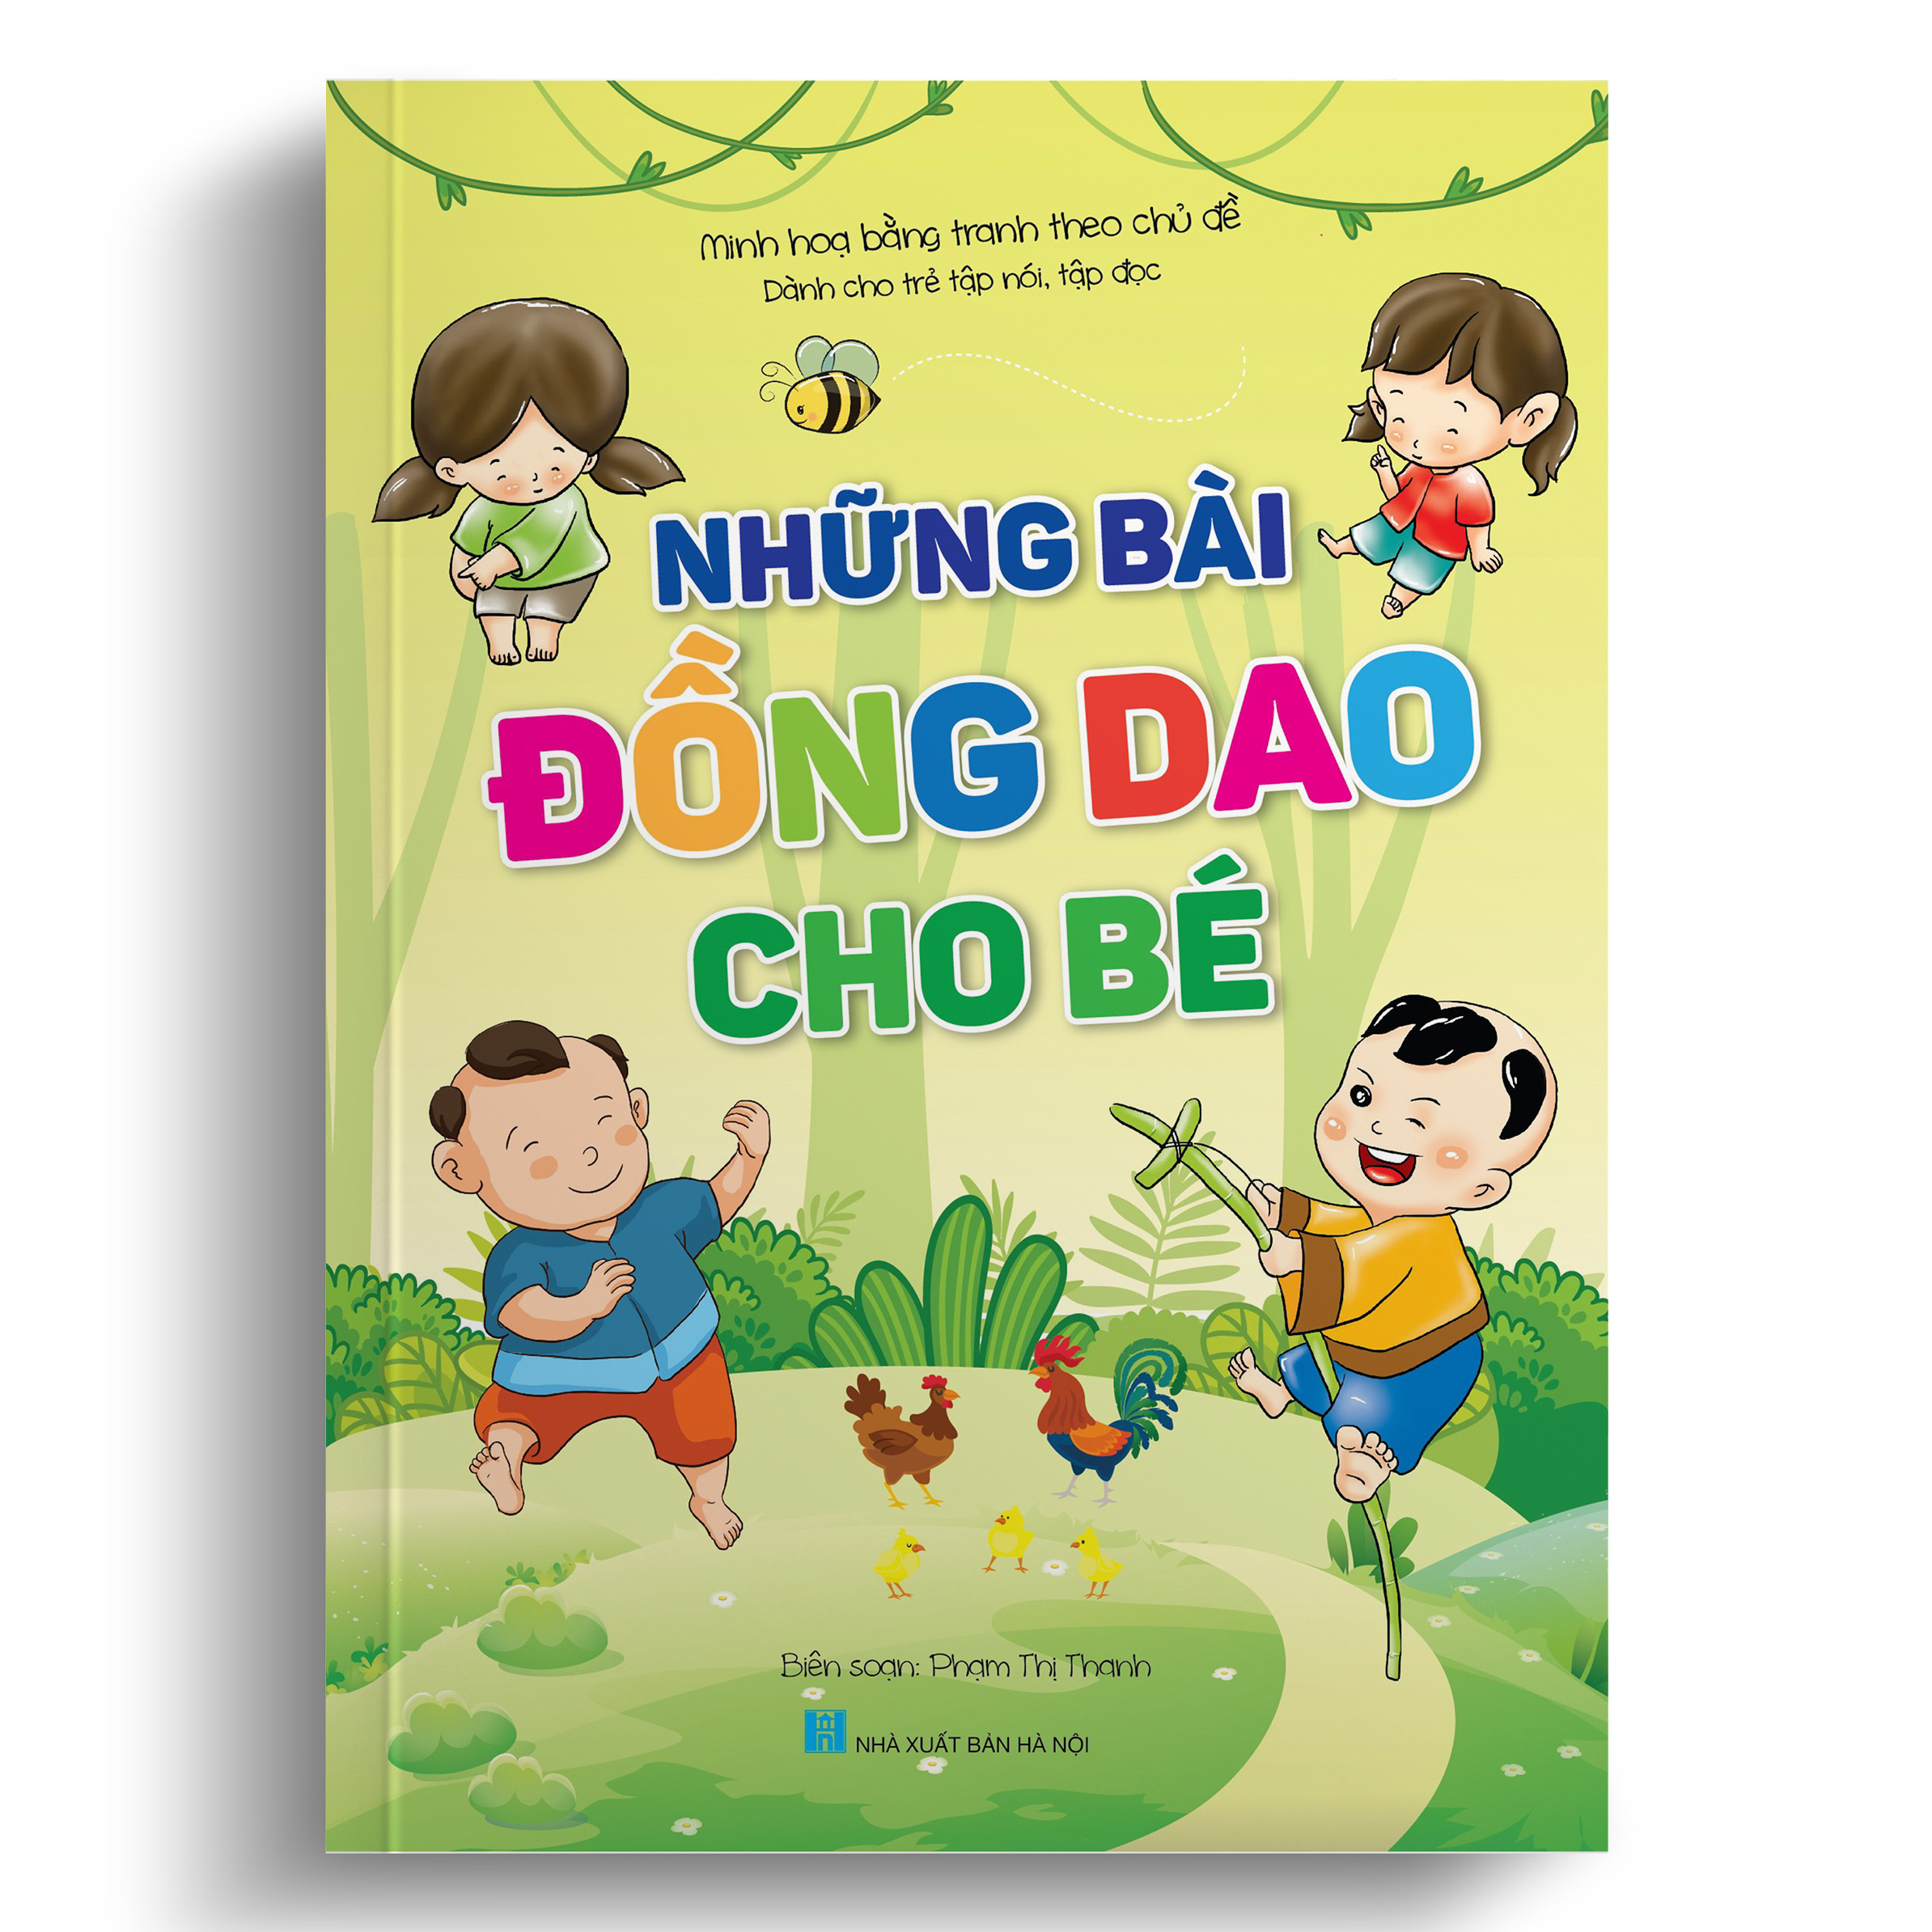 Minh hoạ bằng tranh theo chủ đề
Dành cho trẻ tập nói, tập đọc
NHỮNG BÀI
ĐỒNG DAO
CHO BÉ
Biên soạn: Phạm Thị Thanh
NHÀ XUẤT BẢN HÀ NỘI